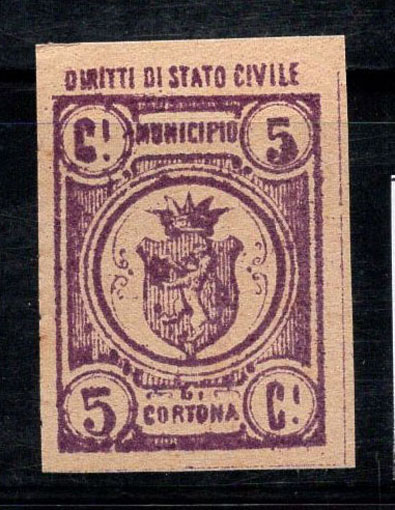 DIRITTI DI STATO CIVILE
C! MUNICIPIO 5
DI
5 CORTONA C!